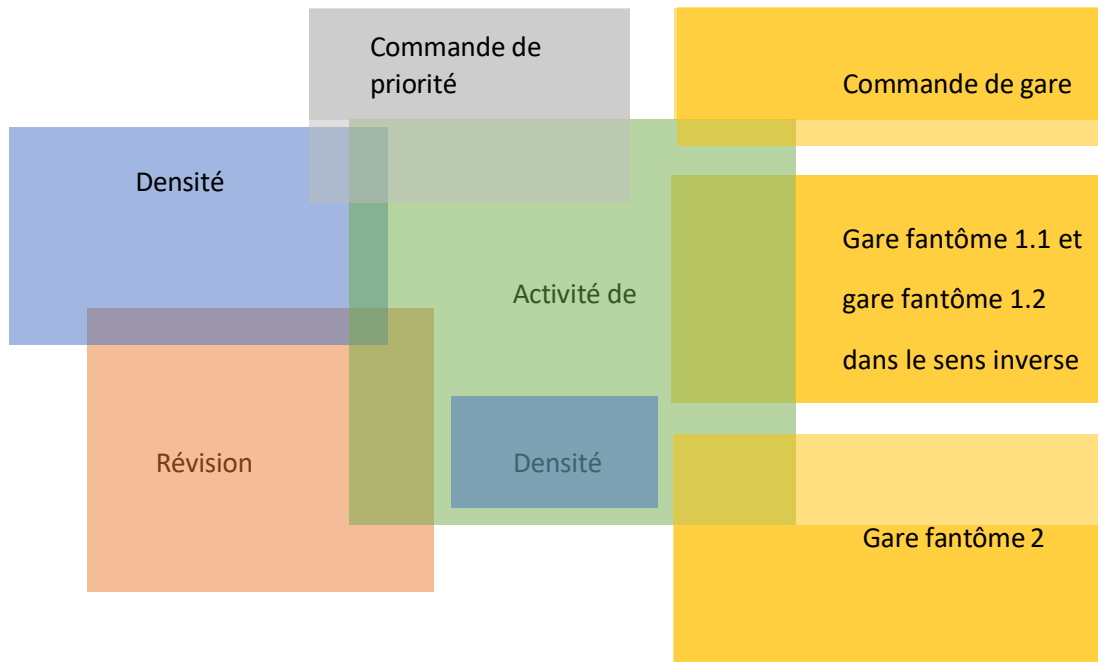 Commande de
priorité
Commande de gare
Densité
Gare fantôme 1.1 et
gare fantôme 1.2
dans le sens inverse
Activité de
Révision
Densité
Gare fantôme 2